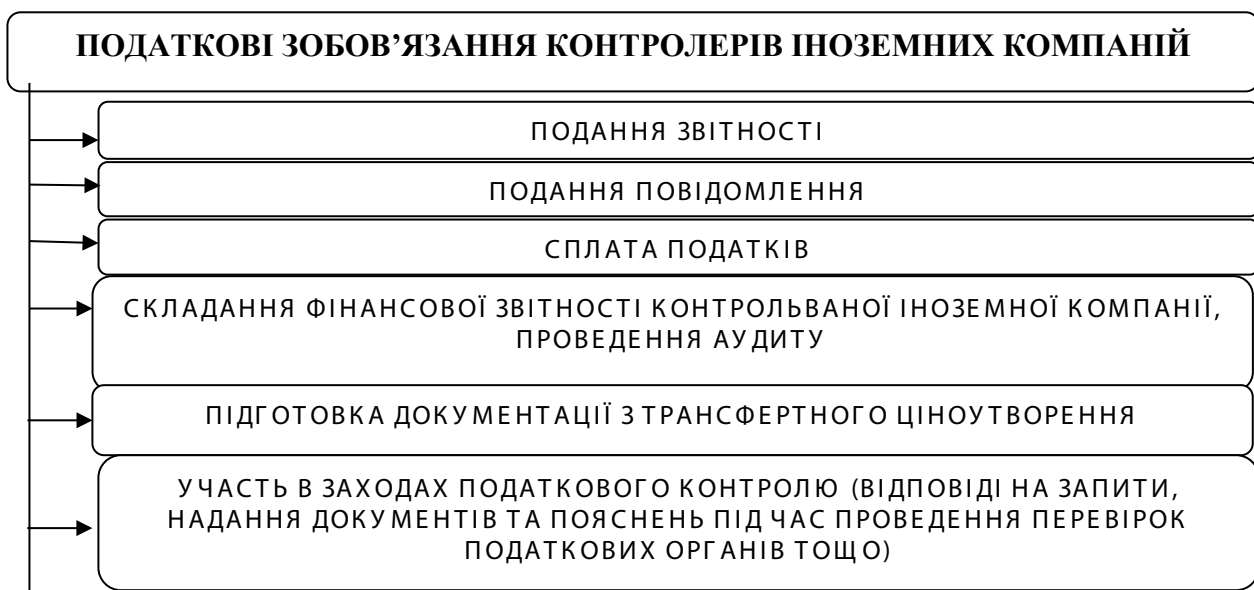 ПОДАТКОВІ ЗОБОВ’ЯЗАННЯ КОНТРОЛЕРІВ ІНОЗЕМНИХ КОМПАНІЙ
ПОДАННЯ ЗВІТНОСТІ
ПОДАННЯ ПОВІДОМЛЕННЯ
СПЛАТА ПОДАТКІВ
СКЛАДАННЯ ФІНАНСОВОЇ ЗВІТНОСТІ КОНТРОЛЬВАНОЇ ІНОЗЕМНОЇ КОМПАНІЇ,
ПРОВЕДЕННЯ АУДИТУ
ПІДГОТОВКА ДОКУМЕНТАЦІЇ З ТРАНСФЕРТНОГО ЦІНОУТВОРЕННЯ
УЧАСТЬ В ЗАХОДАХ ПОДАТКОВОГО КОНТРОЛЮ (ВІДПОВІДІ НА ЗАПИТИ,
НАДАННЯ ДОКУМЕНТІВ ТА ПОЯСНЕНЬ ПІД ЧАС ПРОВЕДЕННЯ ПЕРЕВІРОК
ПОДАТКОВИХ ОРГАНІВ ТОЩО)